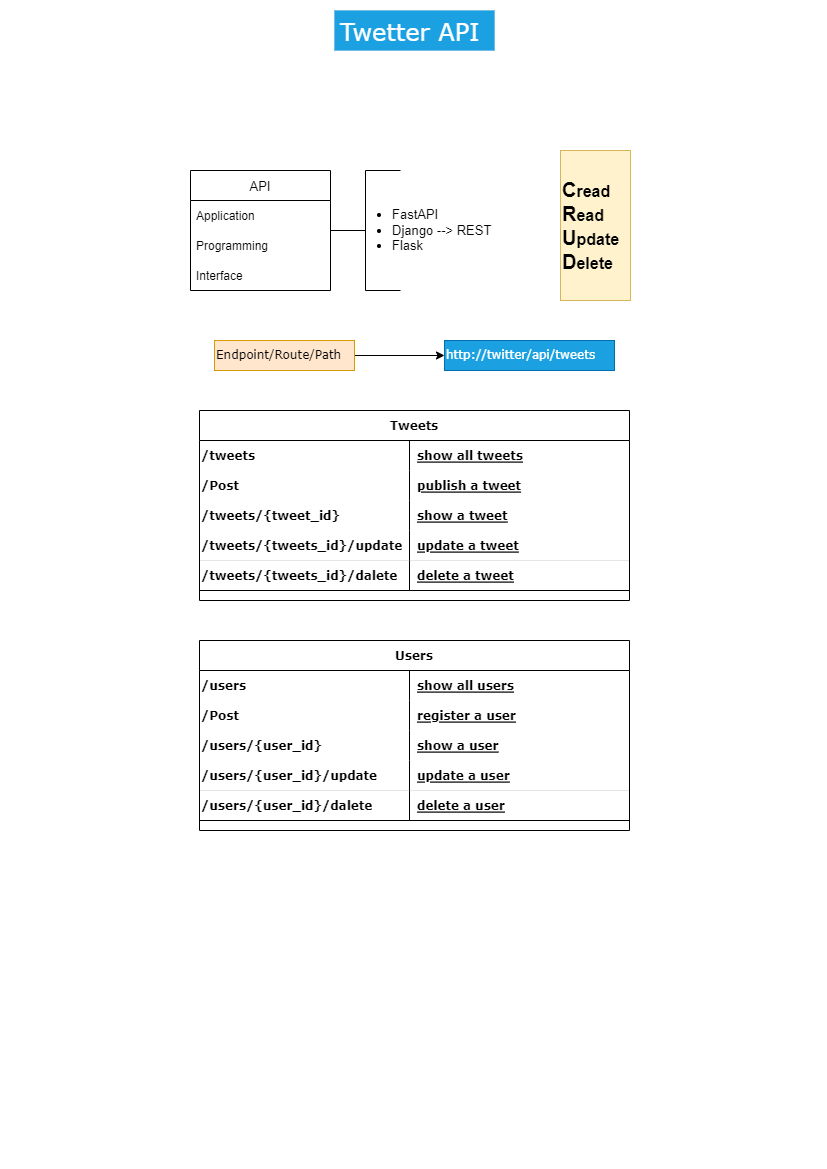 Twetter API
API
Application
Programming
Interface
FastAPI
Django --> REST
Flask
Cread
Read
Update
Delete
Endpoint/Route/Path
http://twitter/api/tweets
Tweets
/tweets show all tweets
/Post publish a tweet
/tweets/{tweet_id} show a tweet
/tweets/{tweets_id}/update update a tweet
/tweets/{tweets_id}/dalete delete a tweet
Users
/users show all users
/Post register a user
/users/{user_id} show a user
/users/{user_id}/update update a user
/users/{user_id}/dalete delete a user